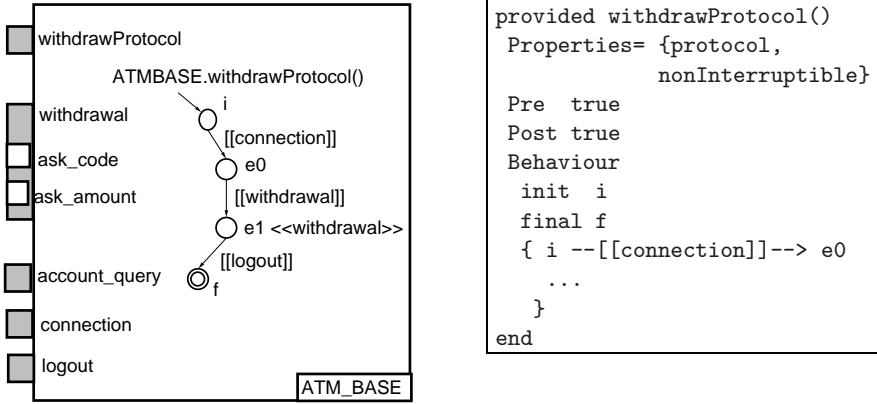 withdrawProtocol
ATMBASE.withdrawProtocol()
i
withdrawal
[[connection]]
ask_code
e0
ask_amount
[[withdrawal]]
e1 <<withdrawal>>
[[logout]]
account_query
f
connection
logout
ATM_BASE
provided withdrawProtocol()
Properties= {protocol,
nonInterruptible}
Pre true
Post true
Behaviour
init i
final f
{ i --[[connection]]--> e0
...
}
end